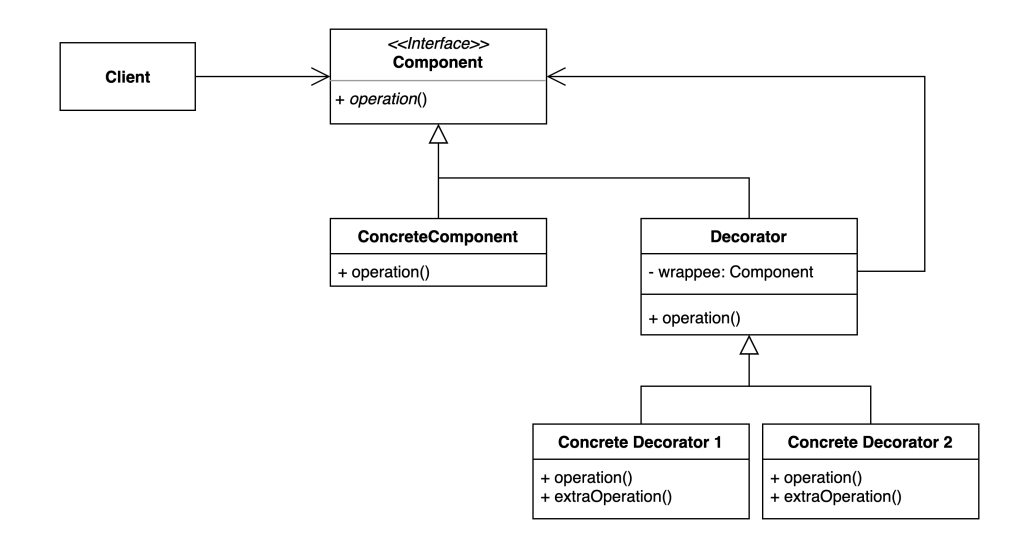 Client
<<Interface>>
Component
+ operation()
ConcreteComponent
+ operation()
Decorator
- wrappee: Component
+ operation()
Concrete Decorator 1
+ operation()
+ extraOperation()
Concrete Decorator 2
+ operation()
+ extraOperation()